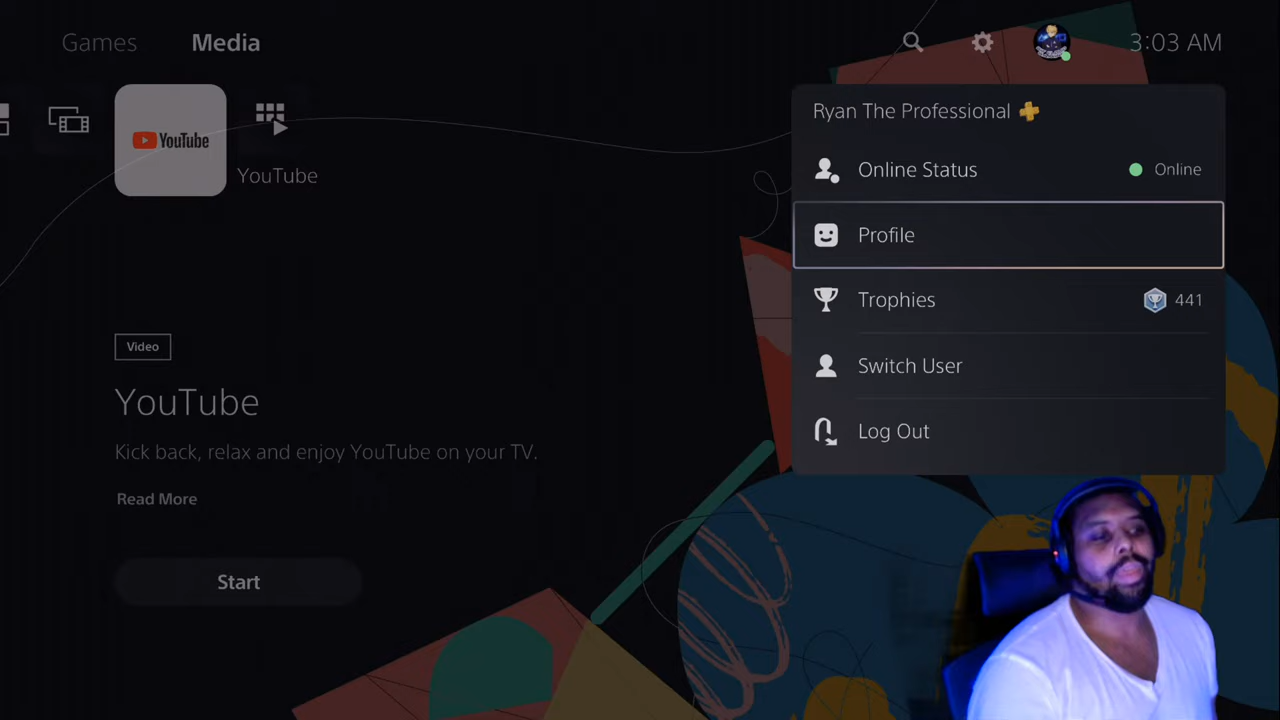 Games
Media
3:03 AM
YouTube
YouTube
Ryan The Professional
Online Status
Online
Profile
Trophies
441
Switch User
Log Out
Video
YouTube
Kick back, relax and enjoy YouTube on your TV.
Read More
Start